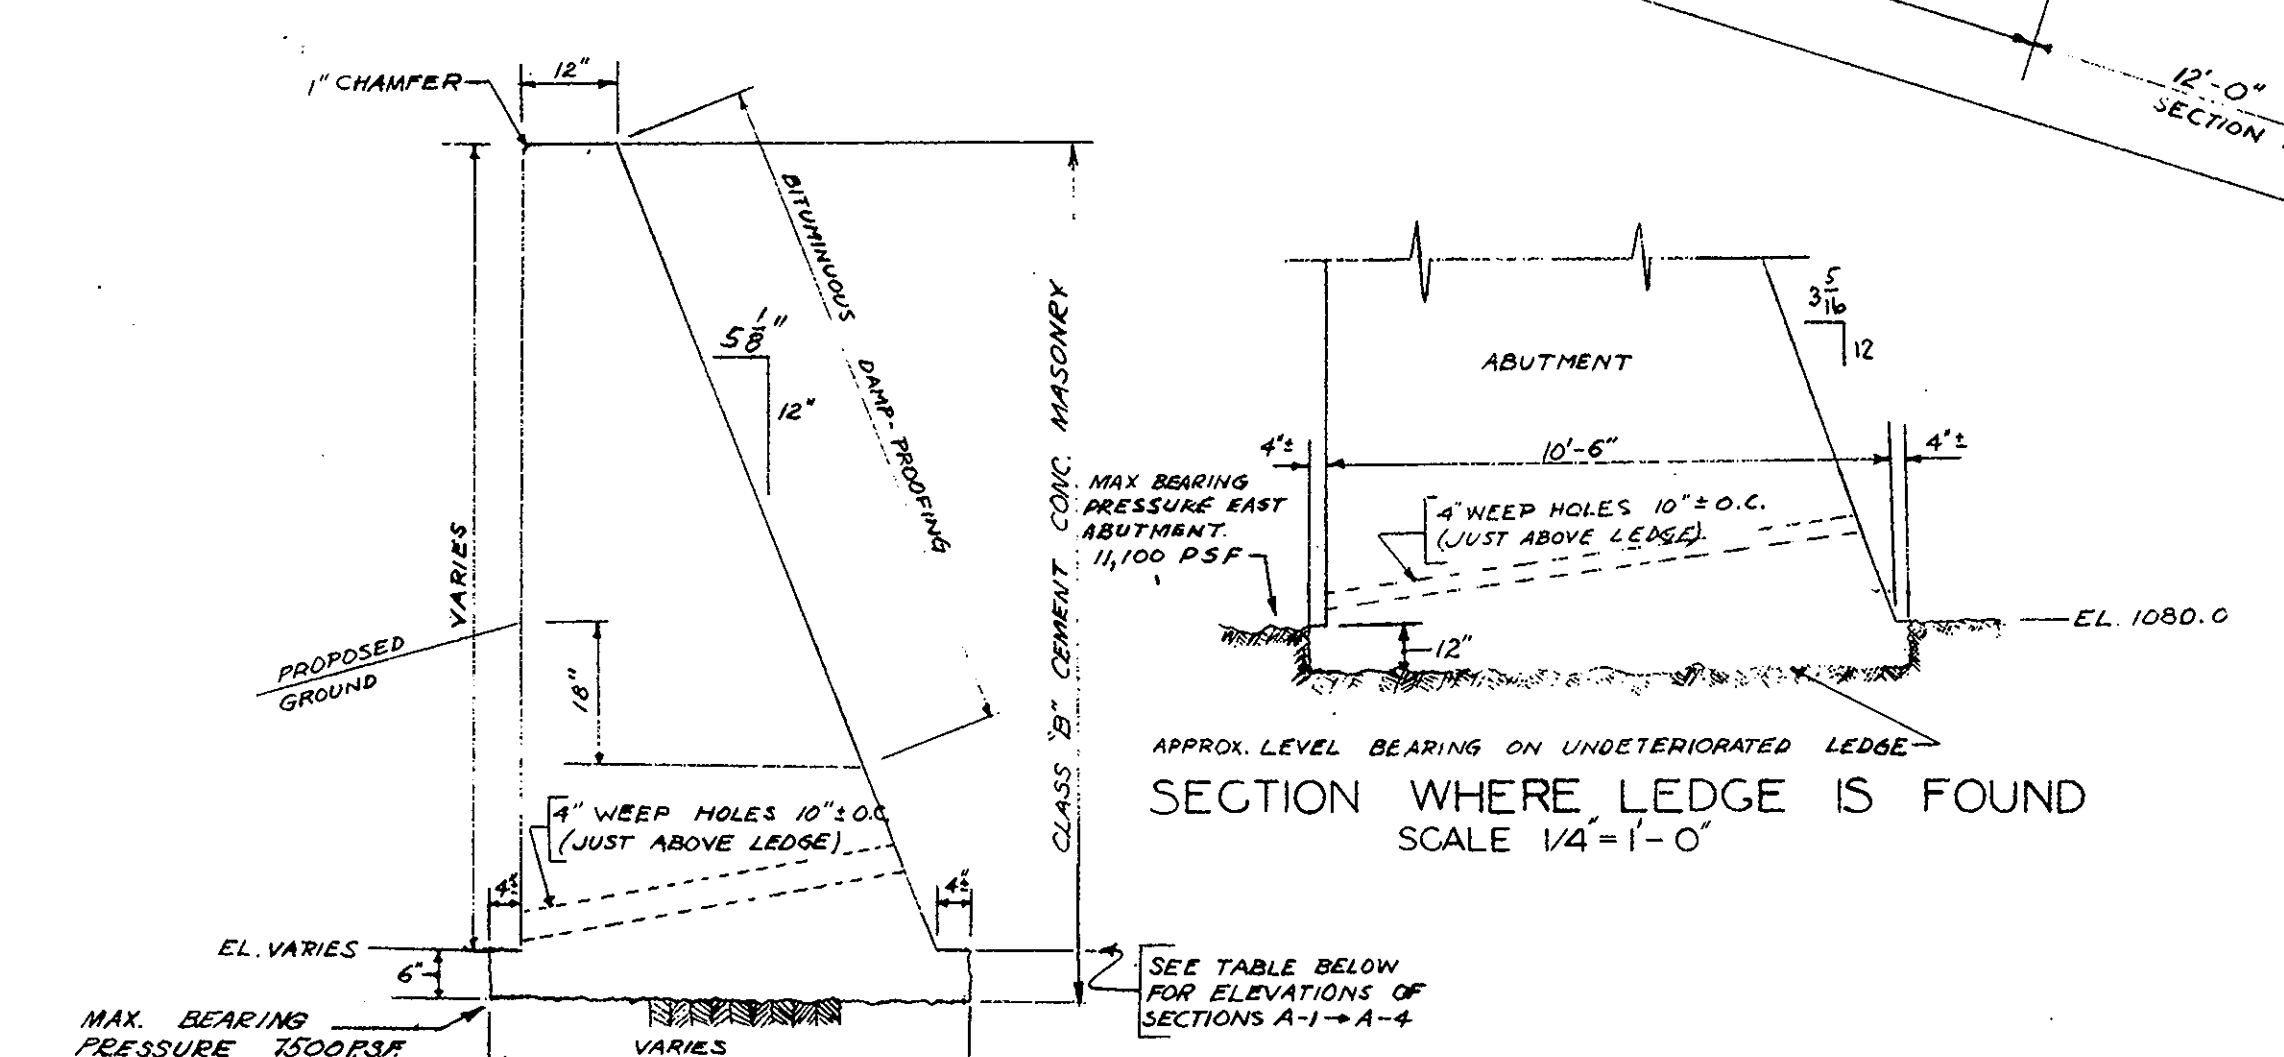 1" CHAMFER
12"
12'-0"
SECTION
BITUMINOUS DAMP-PROOFING
5 1/8"
12"
VARIES
PROPOSED
GROUND
18"
CLASS "B" CEMENT CONC. MASONRY
4" WEEP HOLES 10"± O.C.
(JUST ABOVE LEDGE)
4"±
4"±
EL. VARIES
6"
MAX. BEARING
PRESSURE 7500 P.S.F.
VARIES
SEE TABLE BELOW
FOR ELEVATIONS OF
SECTIONS A-1→A-4
3 5/16
12
ABUTMENT
4"±
10'-6"
4"±
MAX BEARING
PRESSURE EAST
ABUTMENT.
11,100 PSF
4" WEEP HOLES 10"± O.C.
(JUST ABOVE LEDGE).
12"
EL. 1080.0
APPROX. LEVEL BEARING ON UNDETERIORATED LEDGE
SECTION WHERE LEDGE IS FOUND
SCALE 1/4"=1'-0"